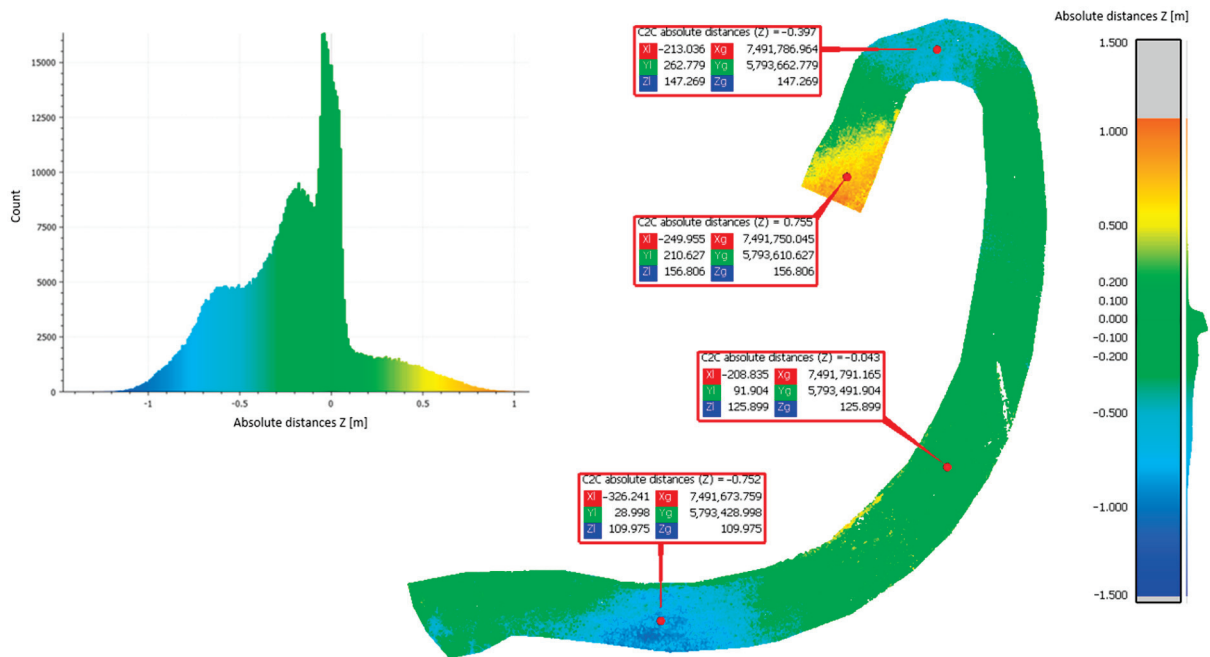 15000
12500
10000
7500
5000
2500
0
Count
-1
-0.5
0
0.5
1
Absolute distances Z [m]
C2C absolute distances (Z) = −0.397
Xl −213.036 Xg 7,491,786.964
Yl 262.779 Yg 5,793,662.779
Zl 147.269 Zg 147.269
C2C absolute distances (Z) = 0.755
Xl −249.955 Xg 7,491,750.045
Yl 210.627 Yg 5,793,610.627
Zl 156.806 Zg 156.806
C2C absolute distances (Z) = −0.043
Xl −208.835 Xg 7,491,791.165
Yl 91.904 Yg 5,793,491.904
Zl 125.899 Zg 125.899
C2C absolute distances (Z) = −0.752
Xl −326.241 Xg 7,491,673.759
Yl 28.998 Yg 5,793,428.998
Zl 109.975 Zg 109.975
Absolute distances Z [m]
1.500
1.000
0.500
0.200
0.100
0.000
−0.100
−0.200
−0.500
−1.000
−1.500